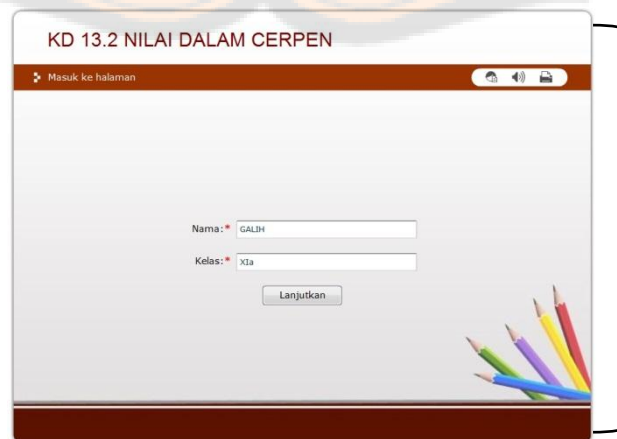 KD 13.2 NILAI DALAM CERPEN
Masuk ke halaman
Nama:* GALIH
Kelas:* XIa
Lanjutkan